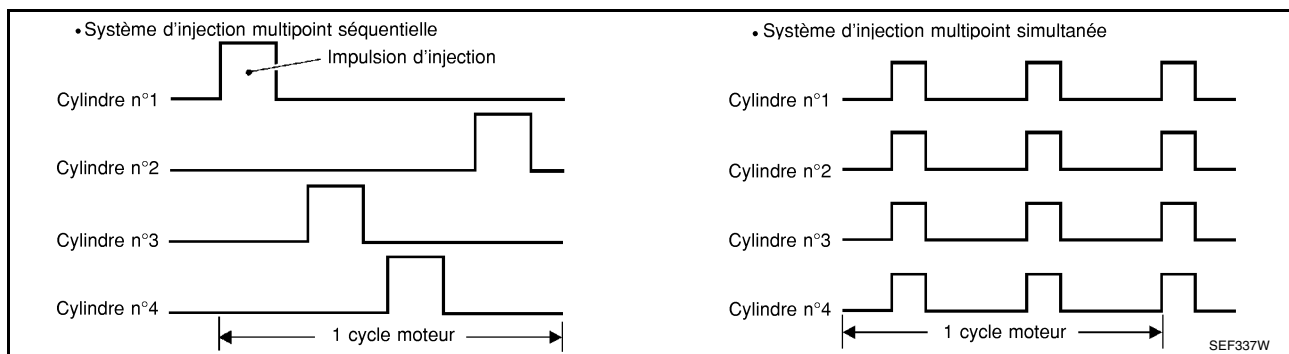 • Système d'injection multipoint séquentielle
Impulsion d'injection
Cylindre n°1
Cylindre n°2
Cylindre n°3
Cylindre n°4
1 cycle moteur
• Système d'injection multipoint simultanée
Cylindre n°1
Cylindre n°2
Cylindre n°3
Cylindre n°4
1 cycle moteur
SEF337W